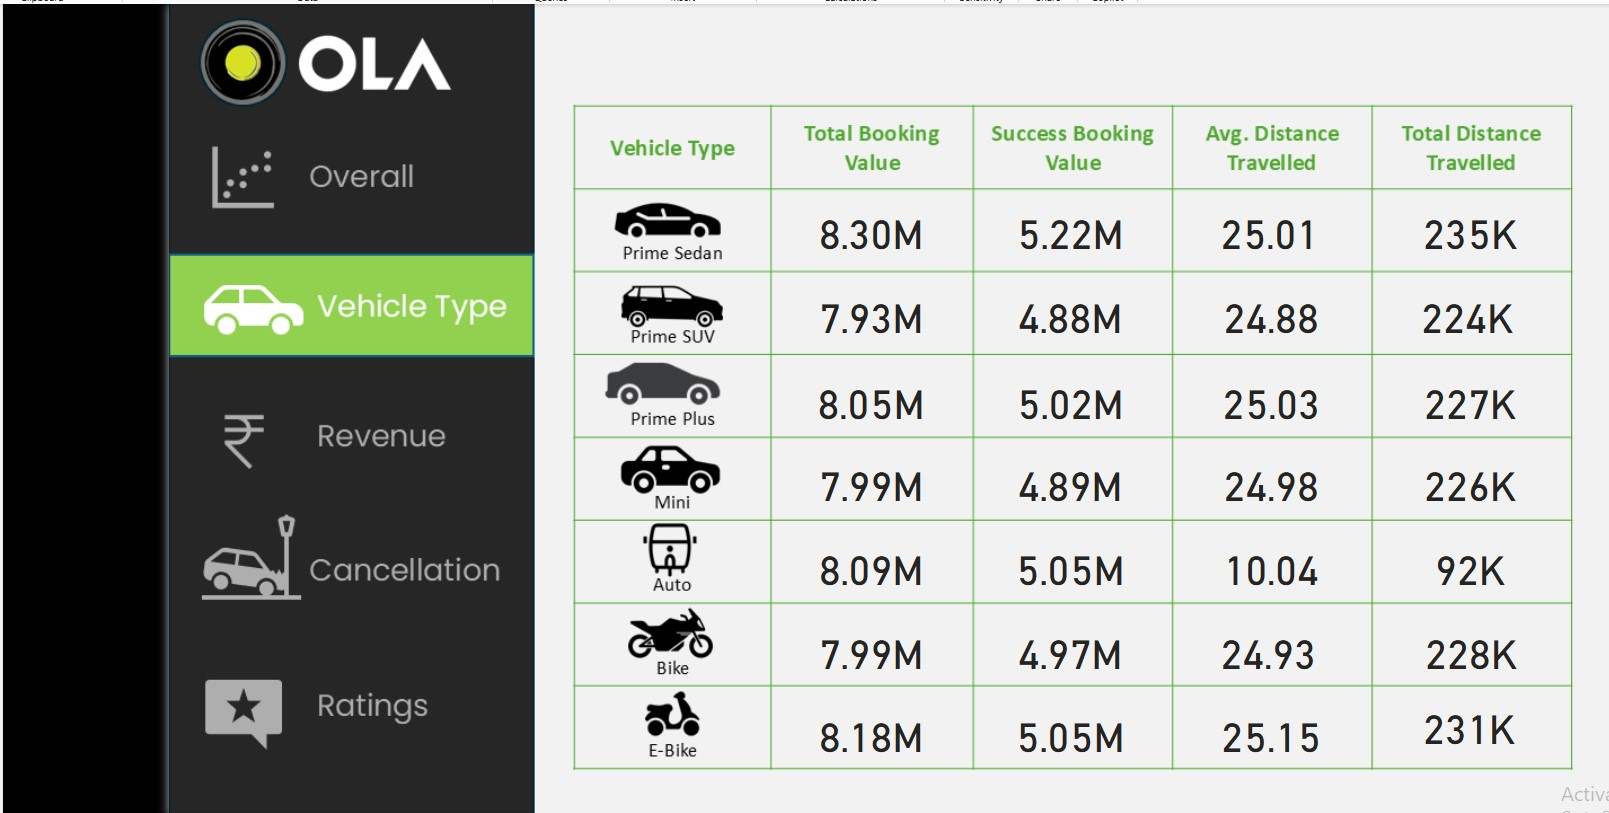 OLA
Overall
Vehicle Type
Revenue
Cancellation
Ratings
Vehicle Type
Total Booking
Value
Success Booking
Value
Avg. Distance
Travelled
Total Distance
Travelled
Prime Sedan
8.30M
5.22M
25.01
235K
Prime SUV
7.93M
4.88M
24.88
224K
Prime Plus
8.05M
5.02M
25.03
227K
Mini
7.99M
4.89M
24.98
226K
Auto
8.09M
5.05M
10.04
92K
Bike
7.99M
4.97M
24.93
228K
E-Bike
8.18M
5.05M
25.15
231K
Activa